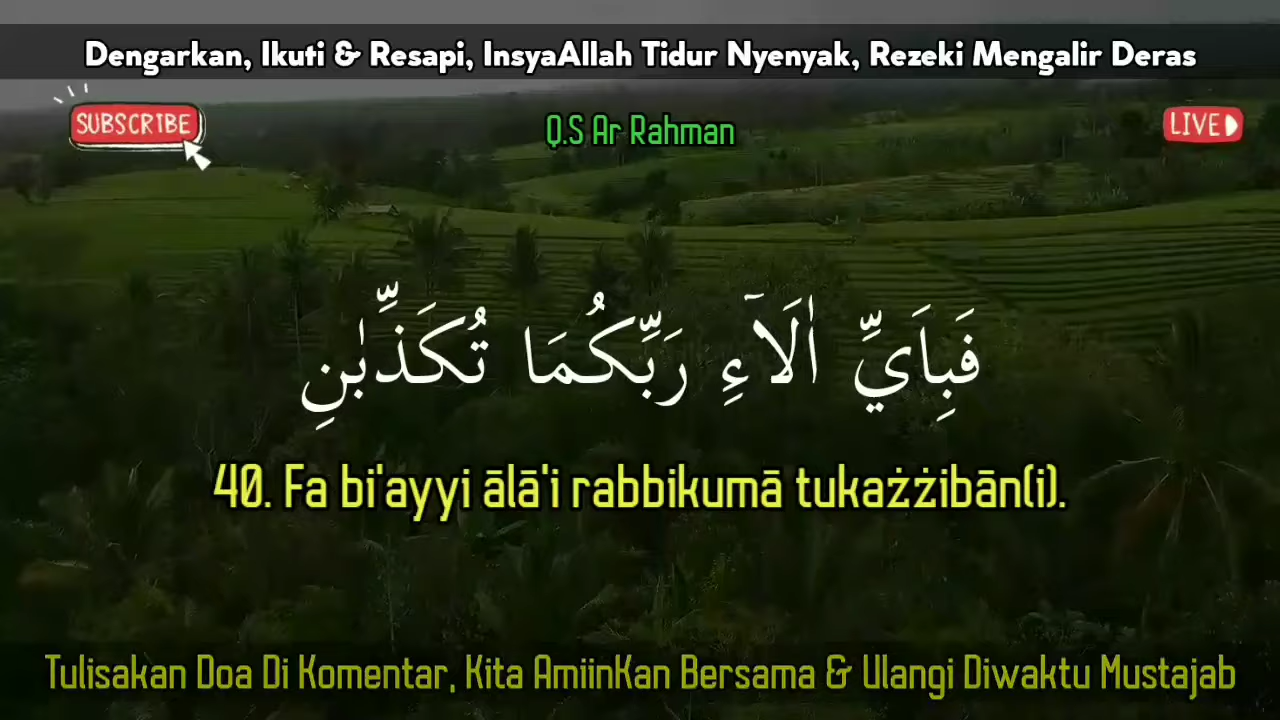 Dengarkan, Ikuti & Resapi, InsyaAllah Tidur Nyenyak, Rezeki Mengalir Deras
SUBSCRIBE
Q.S Ar Rahman
LIVE
فَبِاَيِّ اٰلَاۤءِ رَبِّكُمَا تُكَذِّبٰنِ
40. Fa bi'ayyi ālā'i rabbikumā tukażżibān(i).
Tulisakan Doa Di Komentar, Kita AmiinKan Bersama & Ulangi Diwaktu Mustajab